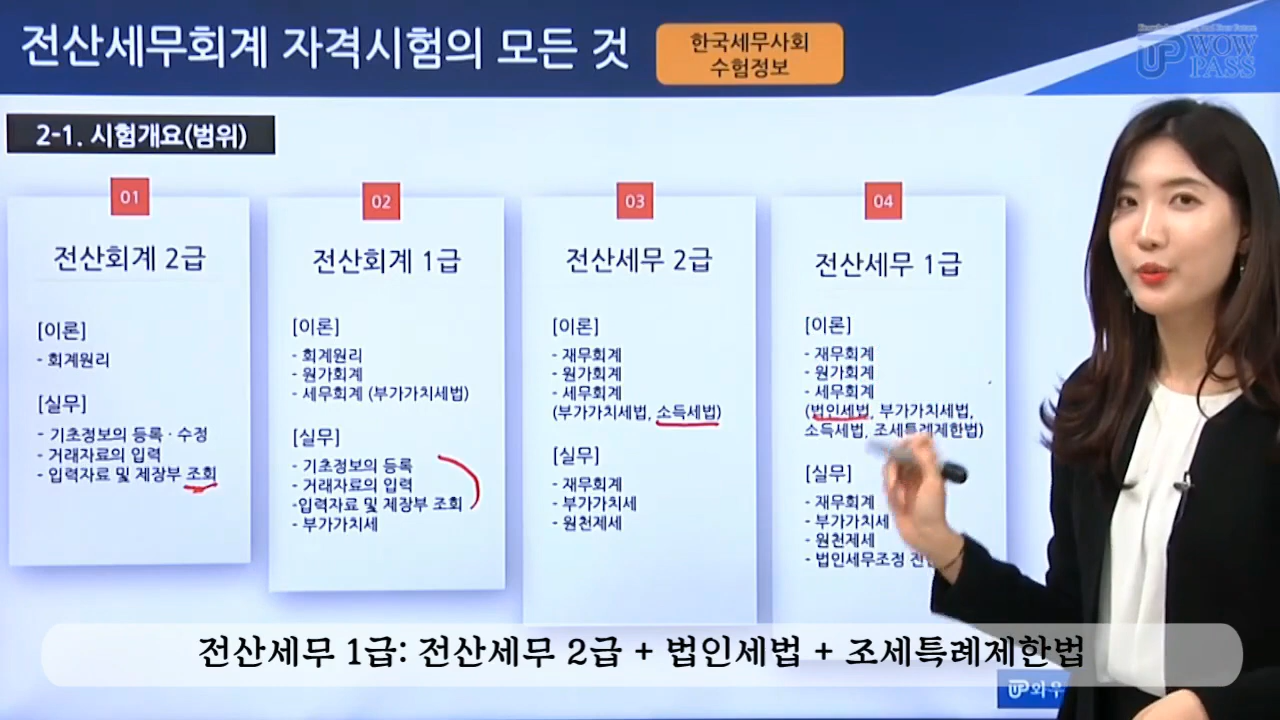 전산세무회계 자격시험의 모든 것
한국세무사회
수험정보
UP WOW
PASS
2-1. 시험개요(범위)
01
전산회계 2급
[이론]
- 회계원리
[실무]
- 기초정보의 등록 · 수정
- 거래자료의 입력
- 입력자료 및 제장부 조회
02
전산회계 1급
[이론]
- 회계원리
- 원가회계
- 세무회계 (부가가치세법)
[실무]
- 기초정보의 등록
- 거래자료의 입력
-입력자료 및 제장부 조회
- 부가가치세
03
전산세무 2급
[이론]
- 재무회계
- 원가회계
- 세무회계
(부가가치세법, 소득세법)
[실무]
- 재무회계
- 부가가치세
- 원천제세
04
전산세무 1급
[이론]
- 재무회계
- 원가회계
- 세무회계
(법인세법, 부가가치세법,
소득세법, 조세특례제한법)
[실무]
- 재무회계
- 부가가치세
- 원천제세
- 법인세무조정
전산세무 1급: 전산세무 2급 + 법인세법 + 조세특례제한법
UP 와우